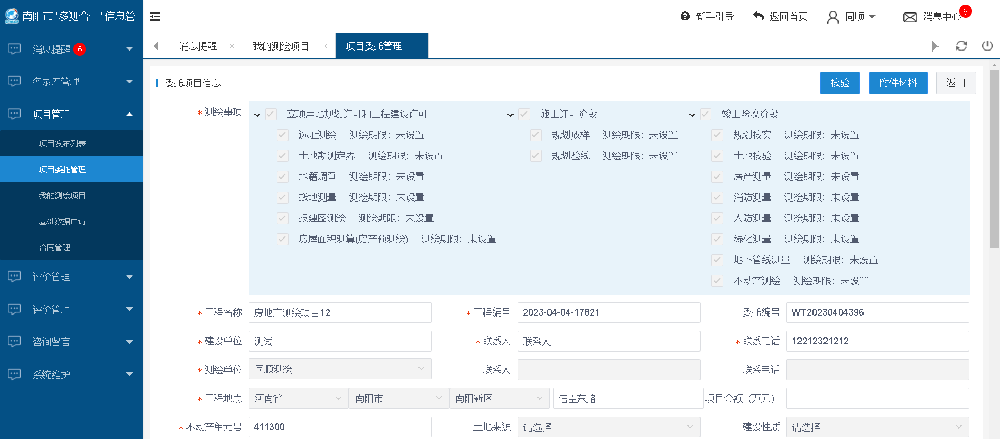 南阳市"多测合一"信息管
新手引导
返回首页
同顺
消息中心
6
消息提醒 6
名录库管理
项目管理
项目发布列表
项目委托管理
我的测绘项目
基础数据申请
合同管理
评价管理
评价管理
咨询留言
系统维护
消息提醒 我的测绘项目 项目委托管理
委托项目信息 核验 附件材料 返回
* 测绘事项
立项用地规划许可和工程建设许可 施工许可阶段 竣工验收阶段
选址测绘 测绘期限：未设置 规划放样 测绘期限：未设置 规划核实 测绘期限：未设置
土地勘测定界 测绘期限：未设置 规划验线 测绘期限：未设置 土地核验 测绘期限：未设置
地籍调查 测绘期限：未设置 房产测量 测绘期限：未设置
拨地测量 测绘期限：未设置 消防测量 测绘期限：未设置
报建图测绘 测绘期限：未设置 人防测量 测绘期限：未设置
房屋面积测算(房产预测绘) 测绘期限：未设置 绿化测量 测绘期限：未设置
地下管线测量 测绘期限：未设置
不动产测绘 测绘期限：未设置
* 工程名称 房地产测绘项目12 * 工程编号 2023-04-04-17821 委托编号 WT20230404396
* 建设单位 测试 * 联系人 联系人 * 联系电话 12212321212
* 测绘单位 同顺测绘 联系人 联系电话
* 工程地点 河南省 南阳市 南阳新区 信臣东路 项目金额（万元）
* 不动产单元号 411300 土地来源 请选择 建设性质 请选择